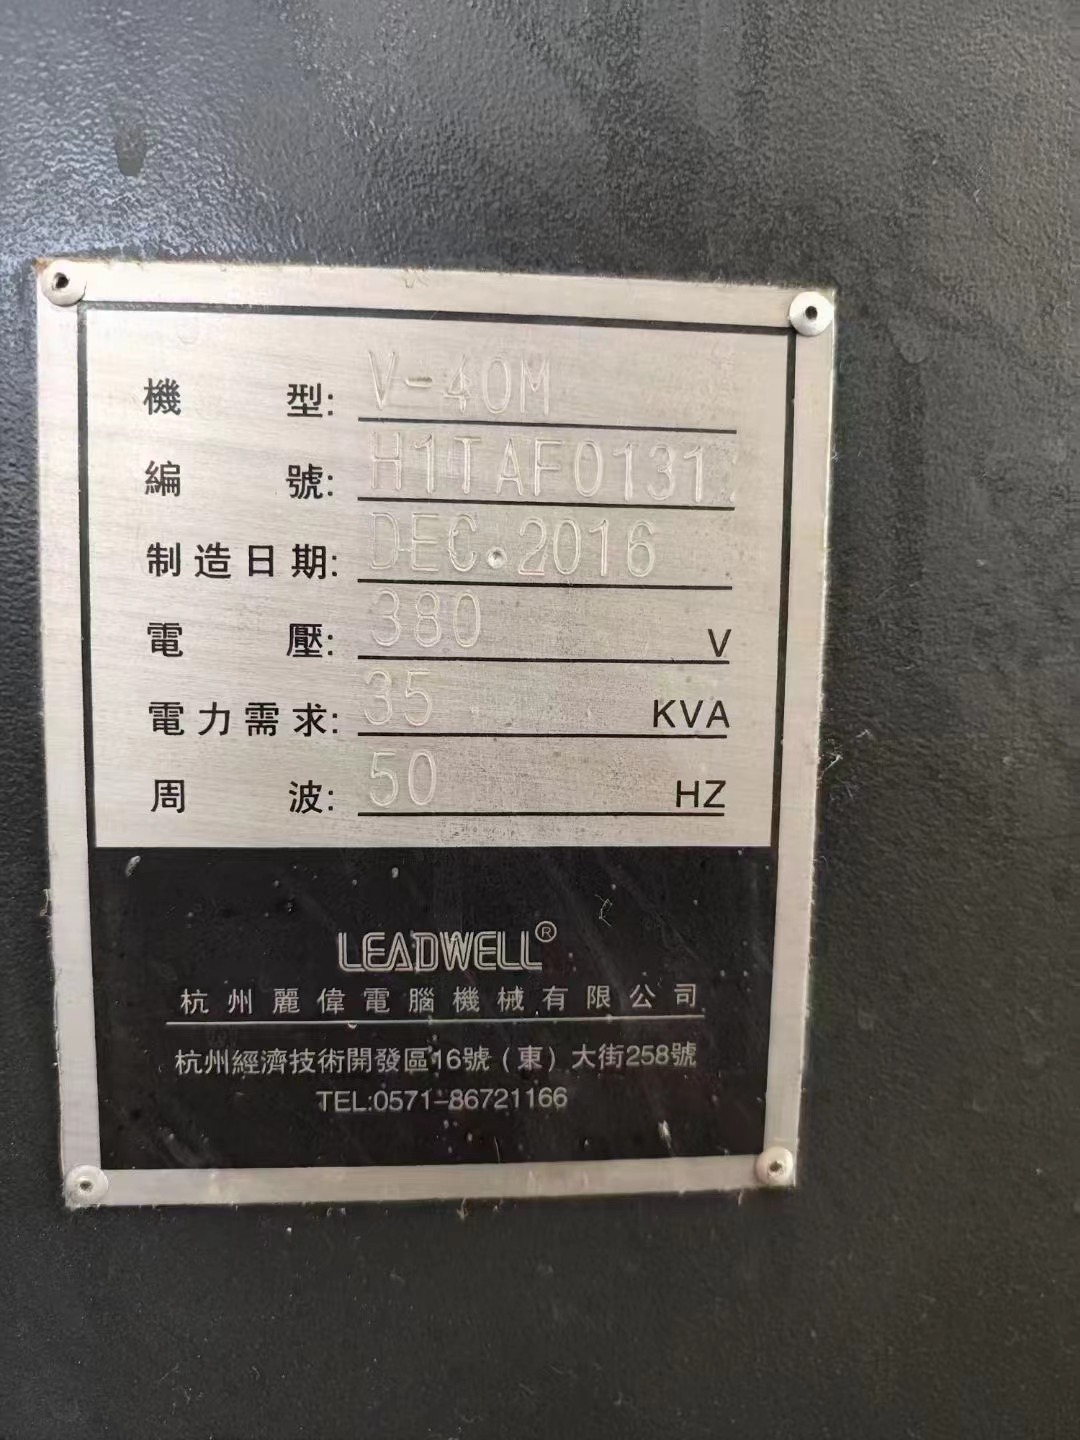 機型: V-40M
編號: H1TAF0131
制造日期: DEC.2016
電壓: 380 V
電力需求: 35 KVA
周波: 50 HZ
LEADWELL®
杭州麗偉電腦機械有限公司
杭州經濟技術開發區16號（東）大街258號
TEL:0571-86721166